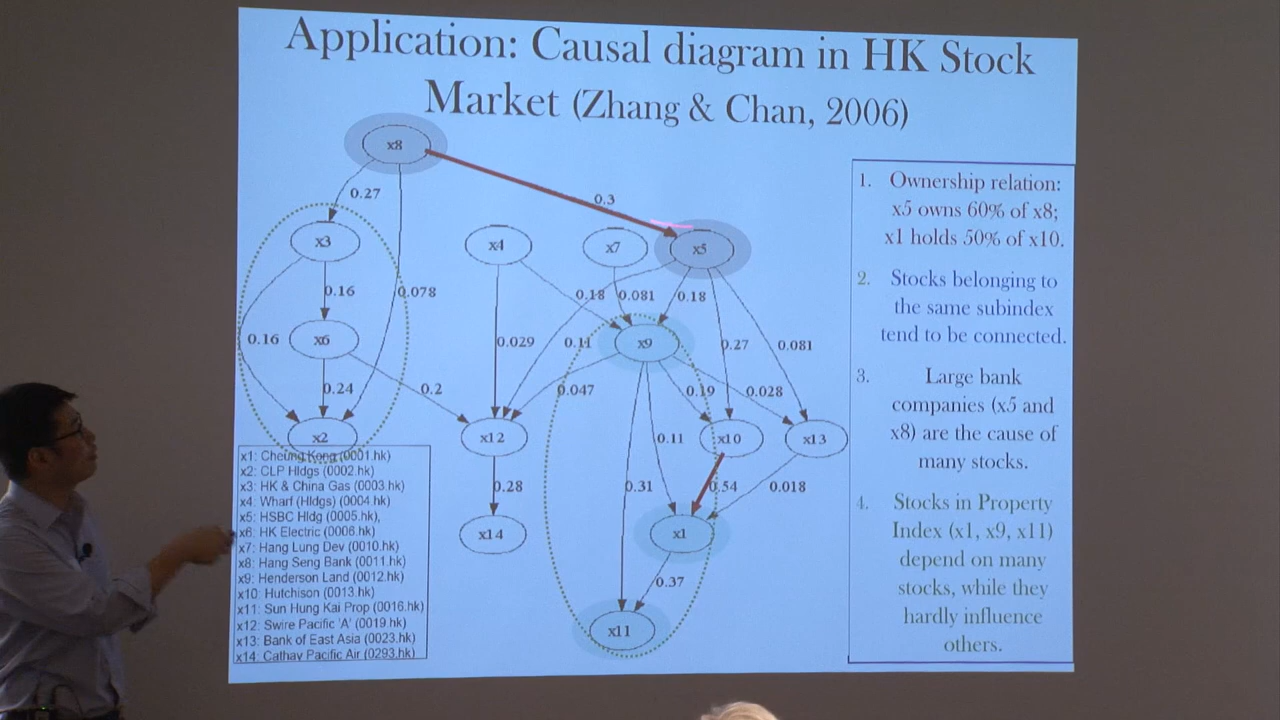 Application: Causal diagram in HK Stock
Market (Zhang & Chan, 2006)
x8
0.27
0.3
x3
x4
x7
x5
0.16
0.078
0.18
0.081
0.18
0.16
x6
0.029
0.11
x9
0.27
0.081
0.24
0.2
0.047
0.19
0.028
x2
x12
0.11
x10
x13
0.28
0.31
0.54
0.018
x14
x1
0.37
x11
x1: Cheung Kong (0001.hk)
x2: CLP Hldgs (0002.hk)
x3: HK & China Gas (0003.hk)
x4: Wharf (Hldgs) (0004.hk)
x5: HSBC Hldg (0005.hk),
x6: HK Electric (0006.hk)
x7: Hang Lung Dev (0010.hk)
x8: Hang Seng Bank (0011.hk)
x9: Henderson Land (0012.hk)
x10: Hutchison (0013.hk)
x11: Sun Hung Kai Prop (0016.hk)
x12: Swire Pacific 'A' (0019.hk)
x13: Bank of East Asia (0023.hk)
x14: Cathay Pacific Air (0293.hk)
1. Ownership relation:
x5 owns 60% of x8;
x1 holds 50% of x10.
2. Stocks belonging to
the same subindex
tend to be connected.
3. Large bank
companies (x5 and
x8) are the cause of
many stocks.
4. Stocks in Property
Index (x1, x9, x11)
depend on many
stocks, while they
hardly influence
others.